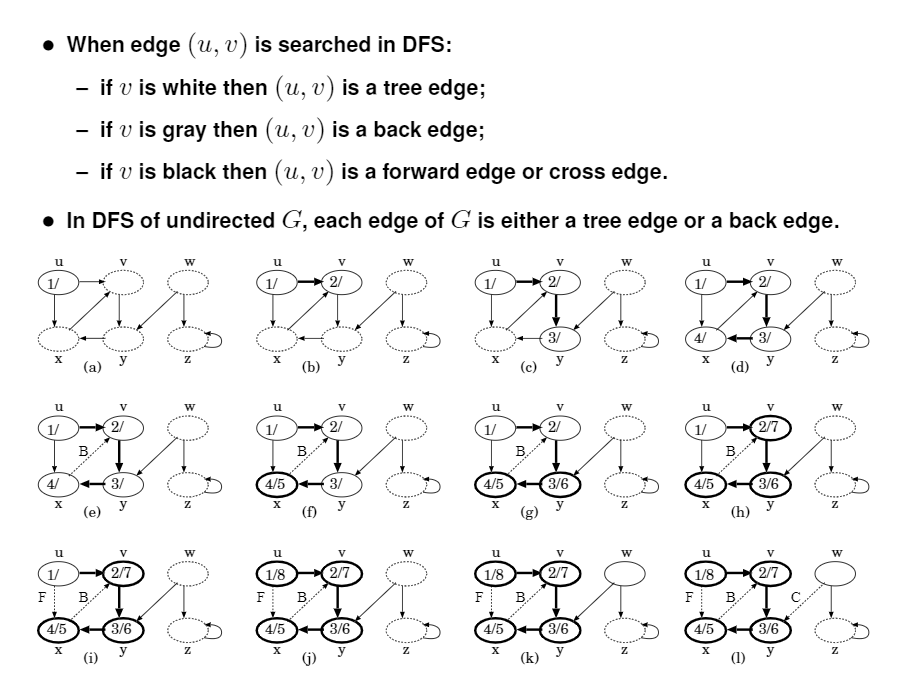 ● When edge (u, v) is searched in DFS:
– if v is white then (u, v) is a tree edge;
– if v is gray then (u, v) is a back edge;
– if v is black then (u, v) is a forward edge or cross edge.
● In DFS of undirected G, each edge of G is either a tree edge or a back edge.
u v w u v w u v w u v w
1/ 1/ 2/ 1/ 2/ 1/ 2/
3/ 4/ 3/
x y z x y z x y z x y z
(a) (b) (c) (d)
u v w u v w u v w u v w
1/ 2/ 1/ 2/ 1/ 2/ 1/ 2/7
B B B B
4/ 3/ 4/5 3/ 4/5 3/6 4/5 3/6
x y z x y z x y z x y z
(e) (f) (g) (h)
u v w u v w u v w u v w
1/ 2/7 1/8 2/7 1/8 2/7 1/8 2/7
F B F B F B F B C
4/5 3/6 4/5 3/6 4/5 3/6 4/5 3/6
x y z x y z x y z x y z
(i) (j) (k) (l)